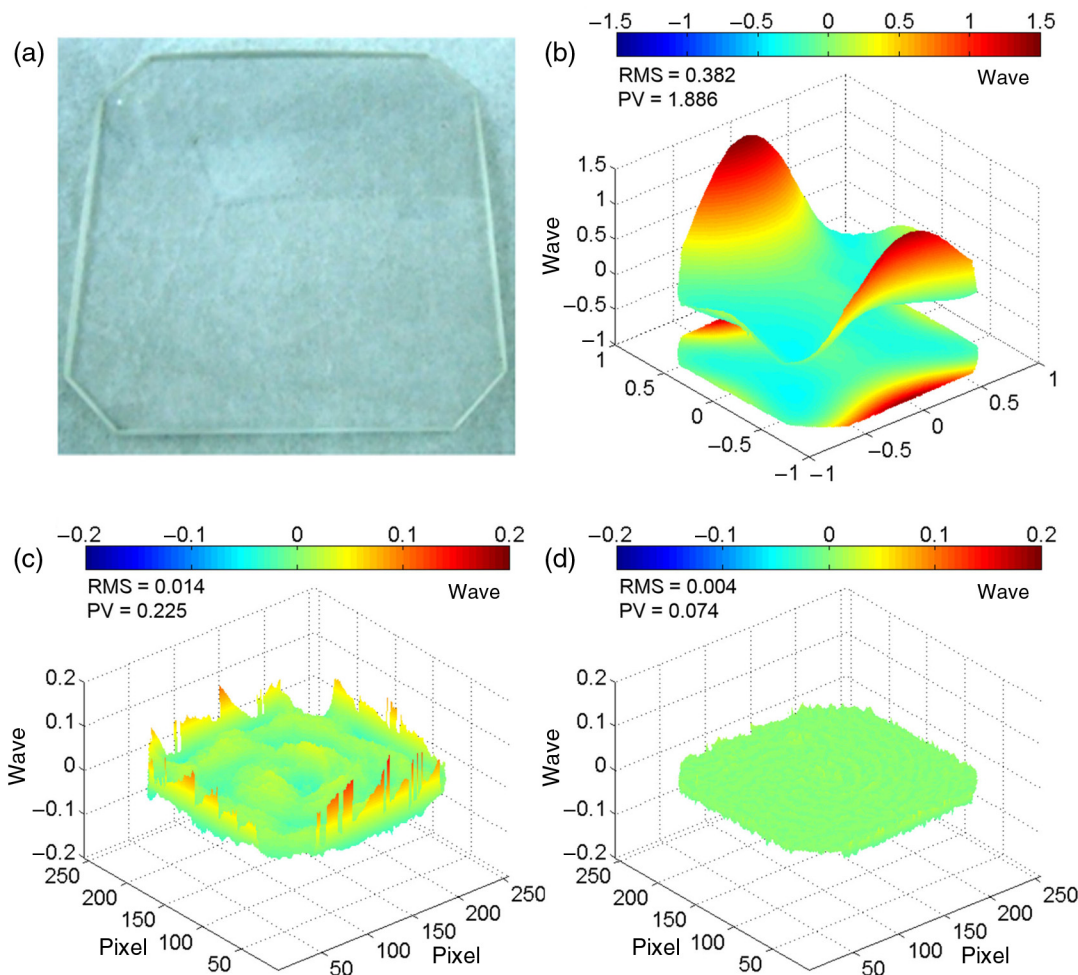 (a)
(b)
−1.5 −1 −0.5 0 0.5 1 1.5
RMS = 0.382
PV = 1.886
Wave
1.5
1
0.5
0
−0.5
−1
Wave
1
0.5
0
−0.5
−1
−1
−0.5
0
0.5
1
(c)
−0.2 −0.1 0 0.1 0.2
RMS = 0.014
PV = 0.225
Wave
0.2
0.1
0
−0.1
−0.2
Wave
250
200
150
100
50
Pixel
50
100
150
200
250
Pixel
(d)
−0.2 −0.1 0 0.1 0.2
RMS = 0.004
PV = 0.074
Wave
0.2
0.1
0
−0.1
−0.2
Wave
250
200
150
100
50
Pixel
50
100
150
200
250
Pixel